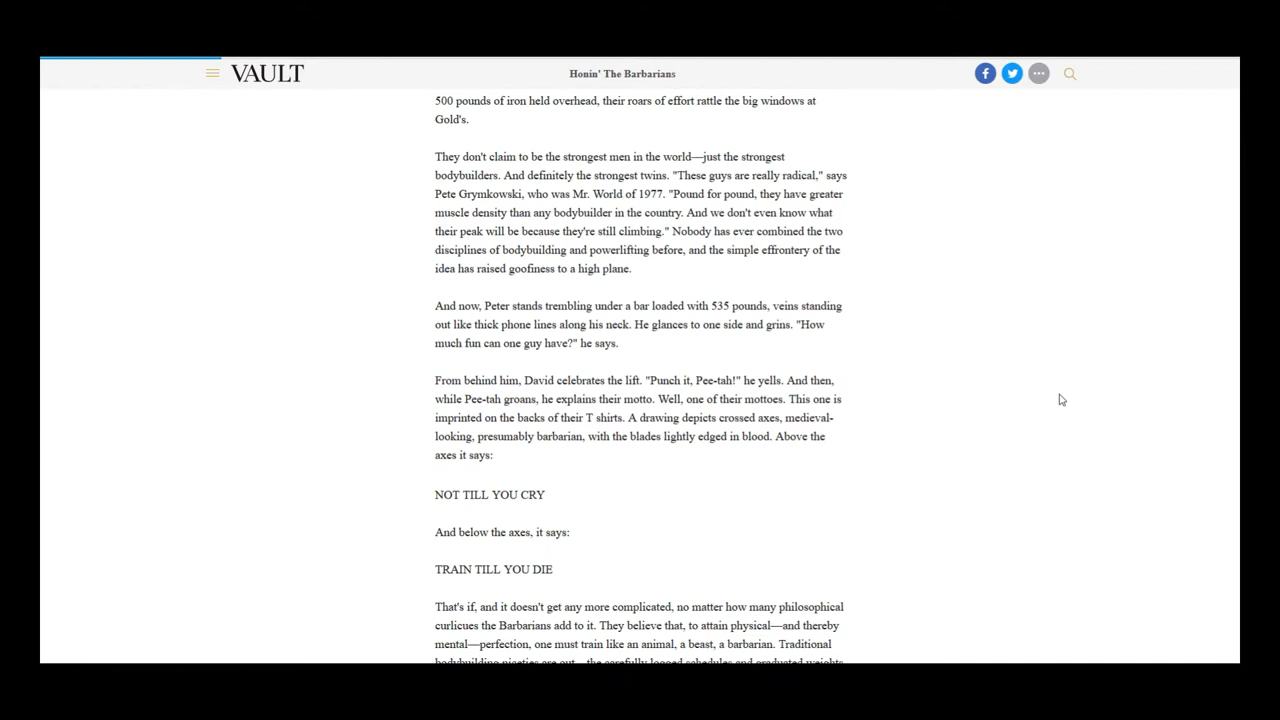 VAULT
Honin' The Barbarians
500 pounds of iron held overhead, their roars of effort rattle the big windows at
Gold's.
They don't claim to be the strongest men in the world—just the strongest
bodybuilders. And definitely the strongest twins. "These guys are really radical," says
Pete Grymkowski, who was Mr. World of 1977. "Pound for pound, they have greater
muscle density than any bodybuilder in the country. And we don't even know what
their peak will be because they're still climbing." Nobody has ever combined the two
disciplines of bodybuilding and powerlifting before, and the simple effrontery of the
idea has raised goofiness to a high plane.
And now, Peter stands trembling under a bar loaded with 535 pounds, veins standing
out like thick phone lines along his neck. He glances to one side and grins. "How
much fun can one guy have?" he says.
From behind him, David celebrates the lift. "Punch it, Pee-tah!" he yells. And then,
while Pee-tah groans, he explains their motto. Well, one of their mottoes. This one is
imprinted on the backs of their T shirts. A drawing depicts crossed axes, medieval-
looking, presumably barbarian, with the blades lightly edged in blood. Above the
axes it says:
NOT TILL YOU CRY
And below the axes, it says:
TRAIN TILL YOU DIE
That's if, and it doesn't get any more complicated, no matter how many philosophical
curlicues the Barbarians add to it. They believe that, to attain physical—and thereby
mental—perfection, one must train like an animal, a beast, a barbarian. Traditional
bodybuilding niceties are out—the carefully logged schedules and graduated weights